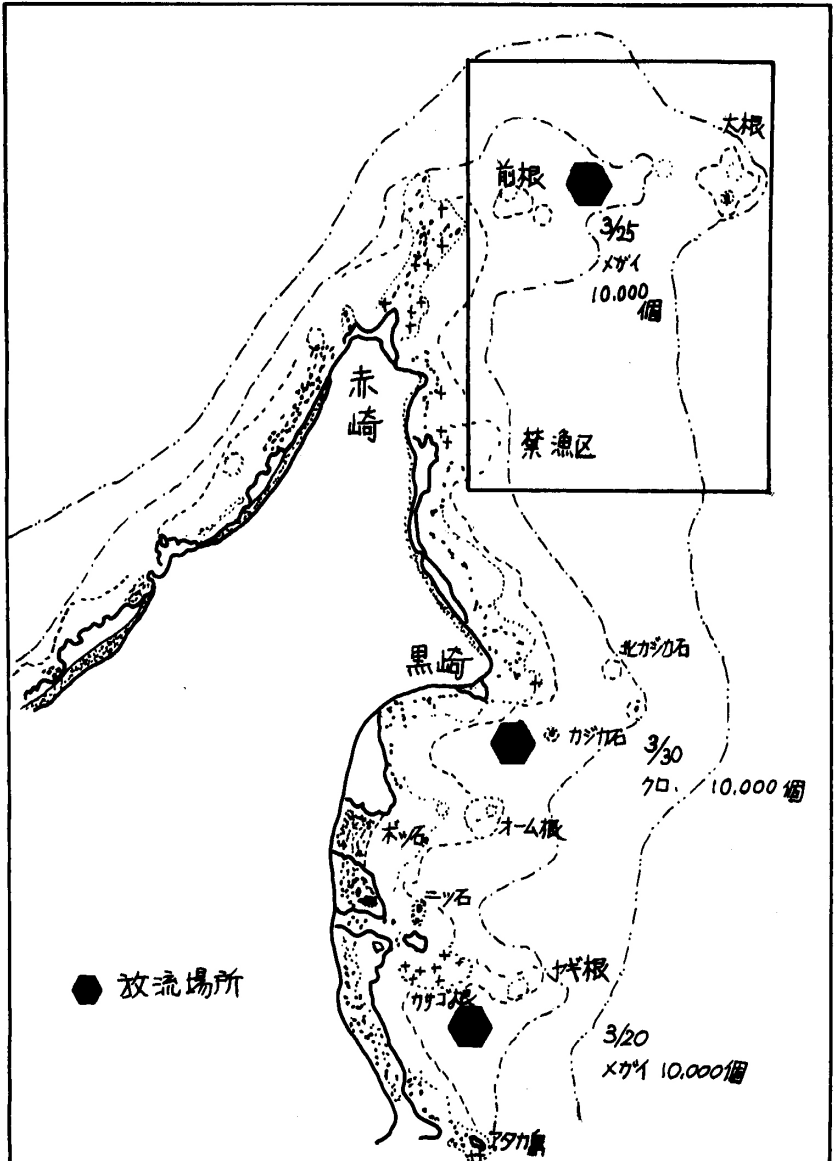 大根
前根
3/25
メガイ
10.000
個
赤
崎
禁漁区
黒崎
北カジカ石
カジカ石
3/30
クロ、 10,000個
オーム根
ボッ石
二ッ石
カサゴ根
ヤギ根
放流場所
3/20
メガイ 10,000個
アタカ島